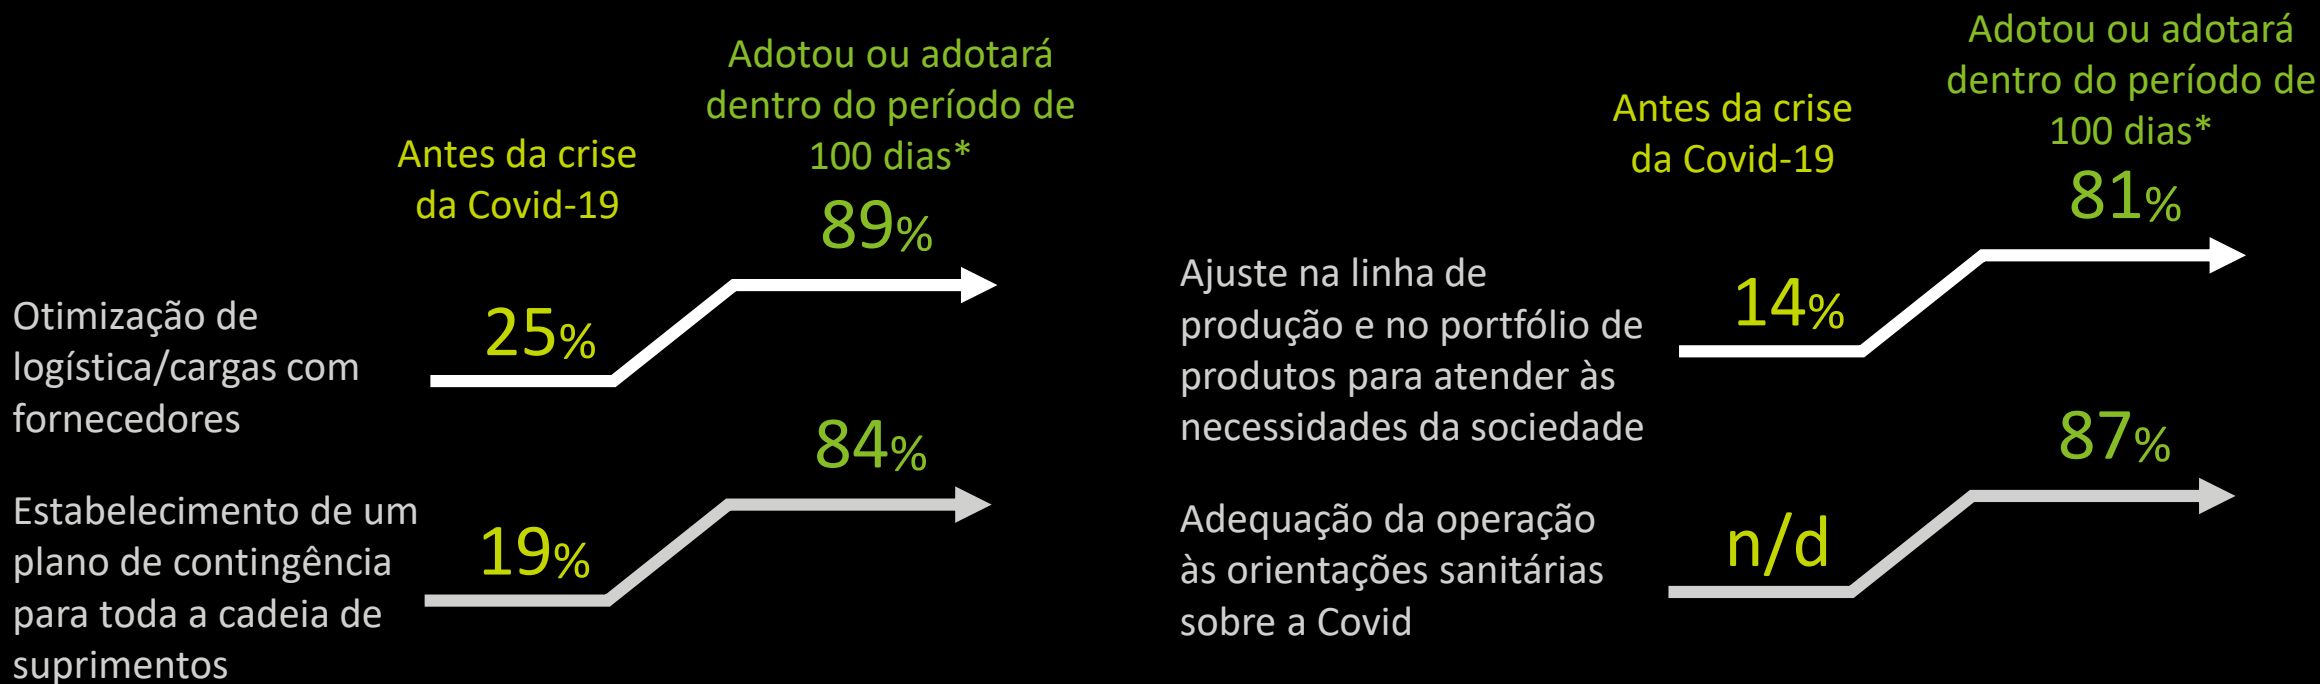 Antes da crise
da Covid-19
Adotou ou adotará
dentro do período de
100 dias*
Otimização de
logística/cargas com
fornecedores
25%
89%
Estabelecimento de um
plano de contingência
para toda a cadeia de
suprimentos
19%
84%
Antes da crise
da Covid-19
Adotou ou adotará
dentro do período de
100 dias*
Ajuste na linha de
produção e no portfólio de
produtos para atender às
necessidades da sociedade
14%
81%
Adequação da operação
às orientações sanitárias
sobre a Covid
n/d
87%